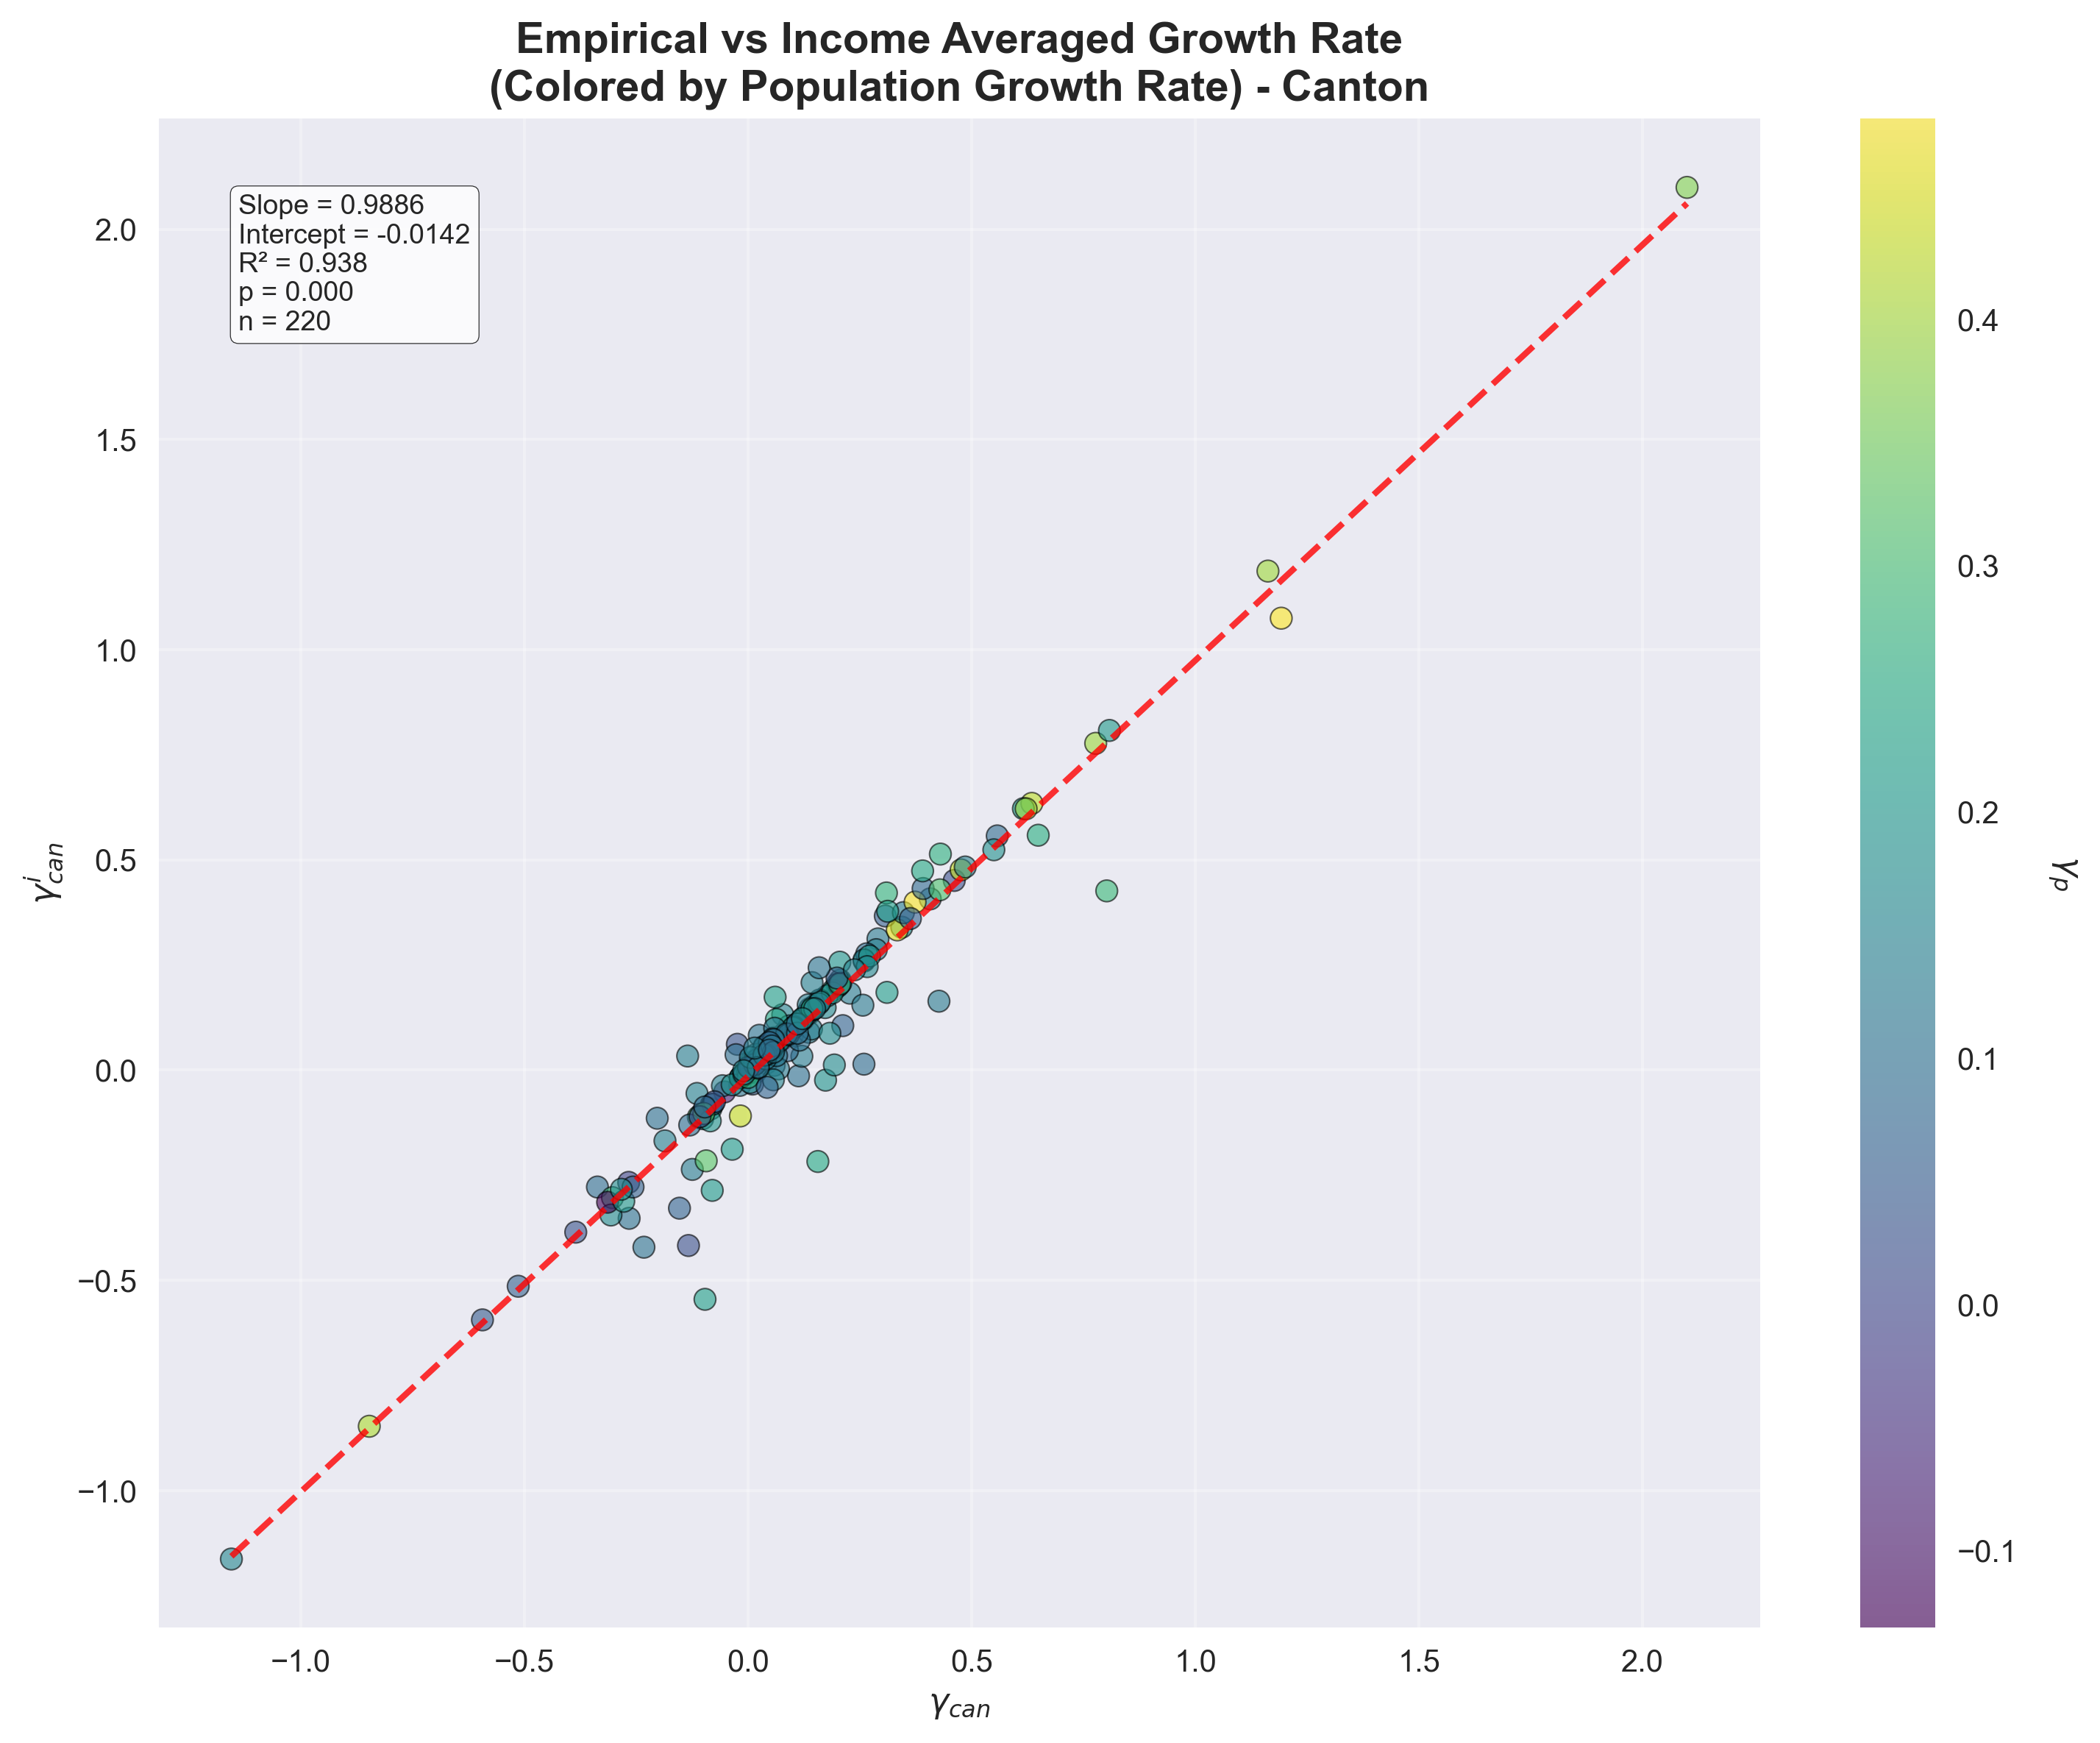 Empirical vs Income Averaged Growth Rate
(Colored by Population Growth Rate) - Canton
Slope = 0.9886
Intercept = -0.0142
R² = 0.938
p = 0.000
n = 220
2.0
1.5
1.0
0.5
0.0
−0.5
−1.0
γⁱcan
−1.0
−0.5
0.0
0.5
1.0
1.5
2.0
γcan
0.4
0.3
0.2
0.1
0.0
−0.1
γp